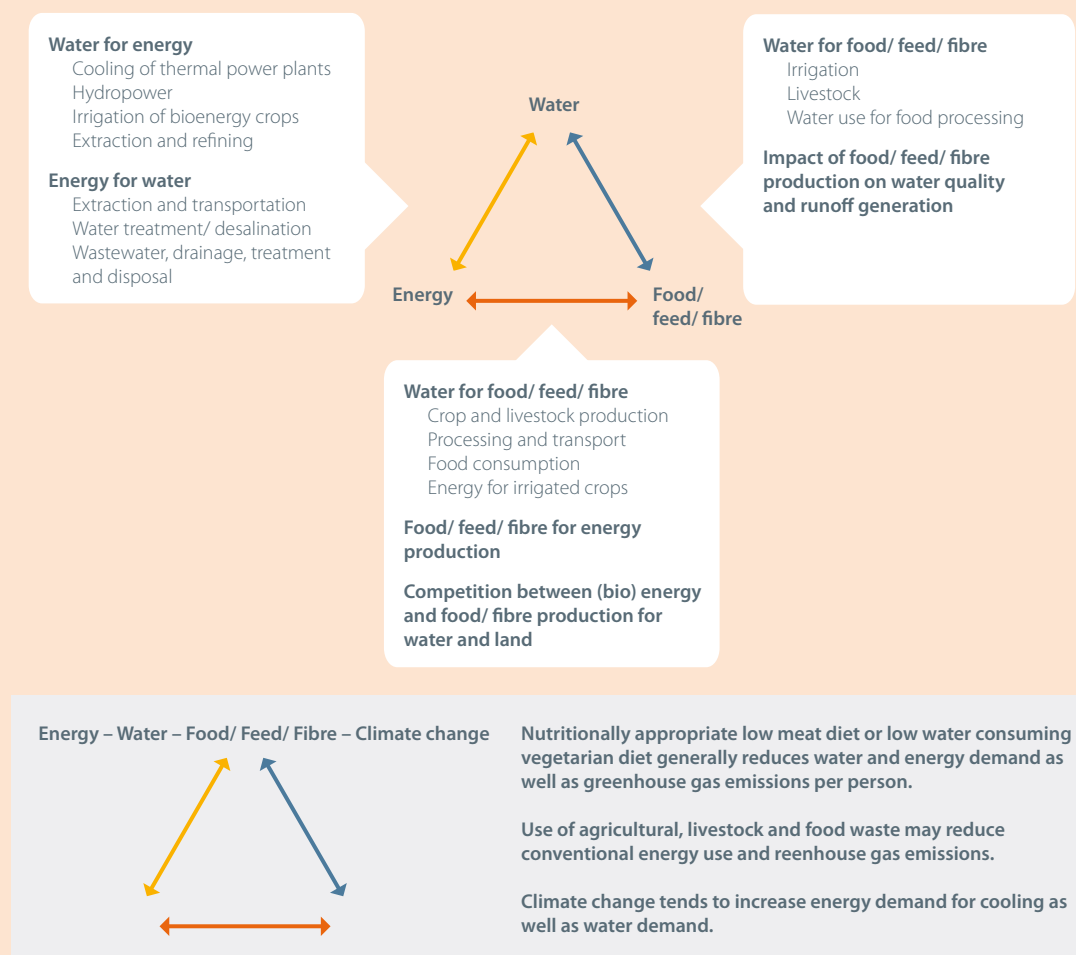 Water for energy
Cooling of thermal power plants
Hydropower
Irrigation of bioenergy crops
Extraction and refining
Energy for water
Extraction and transportation
Water treatment/ desalination
Wastewater, drainage, treatment
and disposal
Water
Energy
Food/
feed/ fibre
Water for food/ feed/ fibre
Irrigation
Livestock
Water use for food processing
Impact of food/ feed/ fibre
production on water quality
and runoff generation
Water for food/ feed/ fibre
Crop and livestock production
Processing and transport
Food consumption
Energy for irrigated crops
Food/ feed/ fibre for energy
production
Competition between (bio) energy
and food/ fibre production for
water and land
Energy – Water – Food/ Feed/ Fibre – Climate change
Nutritionally appropriate low meat diet or low water consuming
vegetarian diet generally reduces water and energy demand as
well as greenhouse gas emissions per person.
Use of agricultural, livestock and food waste may reduce
conventional energy use and reenhouse gas emissions.
Climate change tends to increase energy demand for cooling as
well as water demand.